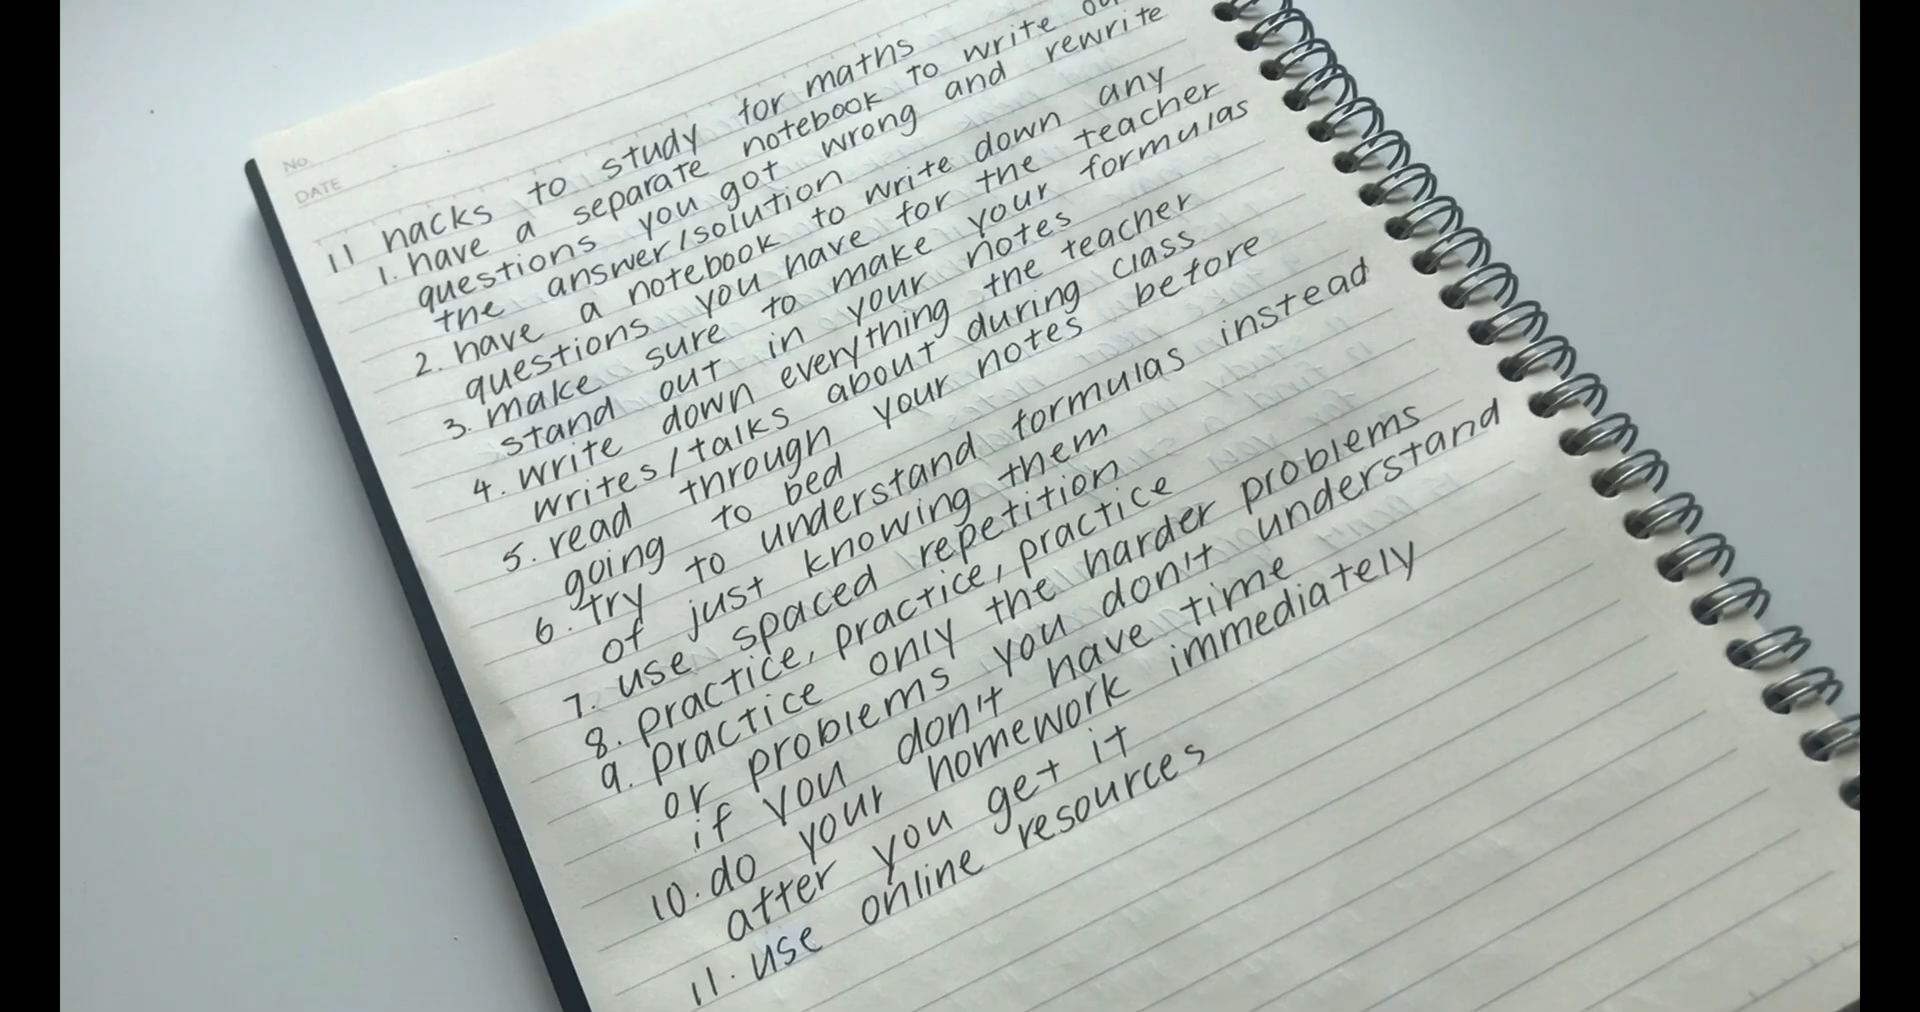 No.
DATE
11 hacks to study for maths
1. have a separate notebook to write
questions you got wrong and rewrite
the answer/solution
2. have a notebook to write down any
questions you have for the teacher
3. make sure to make your formulas
stand out in your notes
4. write down everything the teacher
writes/talks about during class
5. read through your notes before
going to bed
6. try to understand formulas instead
of just knowing them
7. use spaced repetition
8. practice, practice, practice
9. practice only the harder problems
or problems you don't understand
if you don't have time
10. do your homework immediately
after you get it
11. use online resources